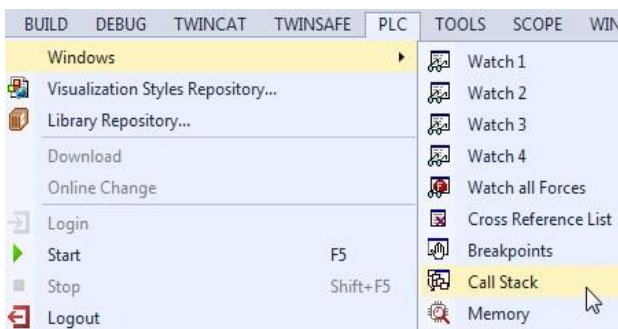 BUILD DEBUG TWINCAT TWINSAFE PLC TOOLS SCOPE WIN
Windows
Visualization Styles Repository...
Library Repository...
Download
Online Change
Login
Start F5
Stop Shift+F5
Logout
Watch 1
Watch 2
Watch 3
Watch 4
Watch all Forces
Cross Reference List
Breakpoints
Call Stack
Memory